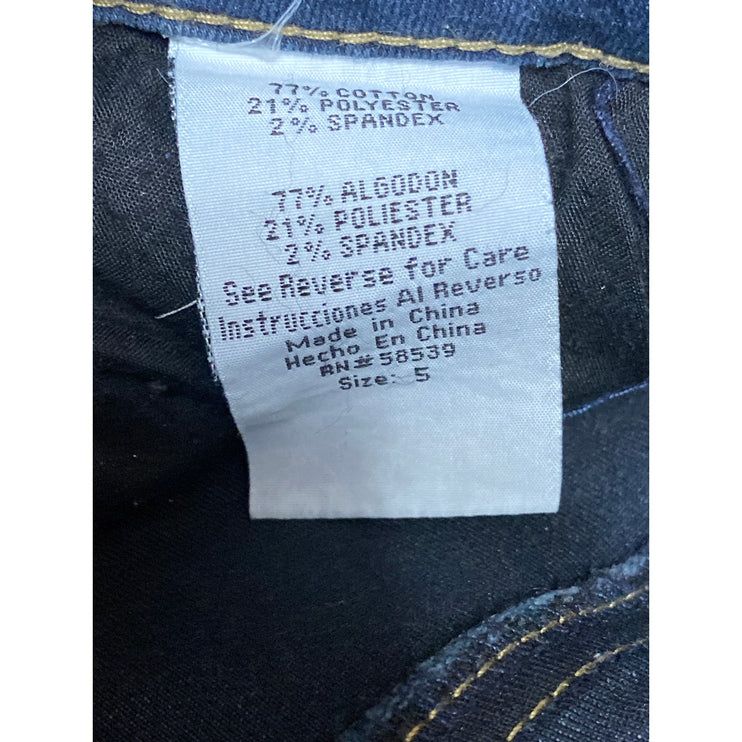 77% COTTON
21% POLYESTER
2% SPANDEX
77% ALGODON
21% POLIESTER
2% SPANDEX
See Reverse for Care
Instrucciones Al Reverso
Made in China
Hecho En China
RN#58539
Size: 5